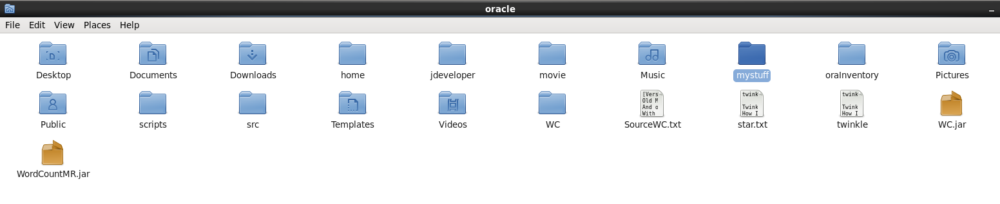 oracle
File Edit View Places Help
Desktop Documents Downloads home jdeveloper movie Music mystuff oraInventory Pictures
[Vers
Old M
And o
With
twink
Twink
How I
twink
Twink
How I
Public scripts src Templates Videos WC SourceWC.txt star.txt twinkle WC.jar
WordCountMR.jar